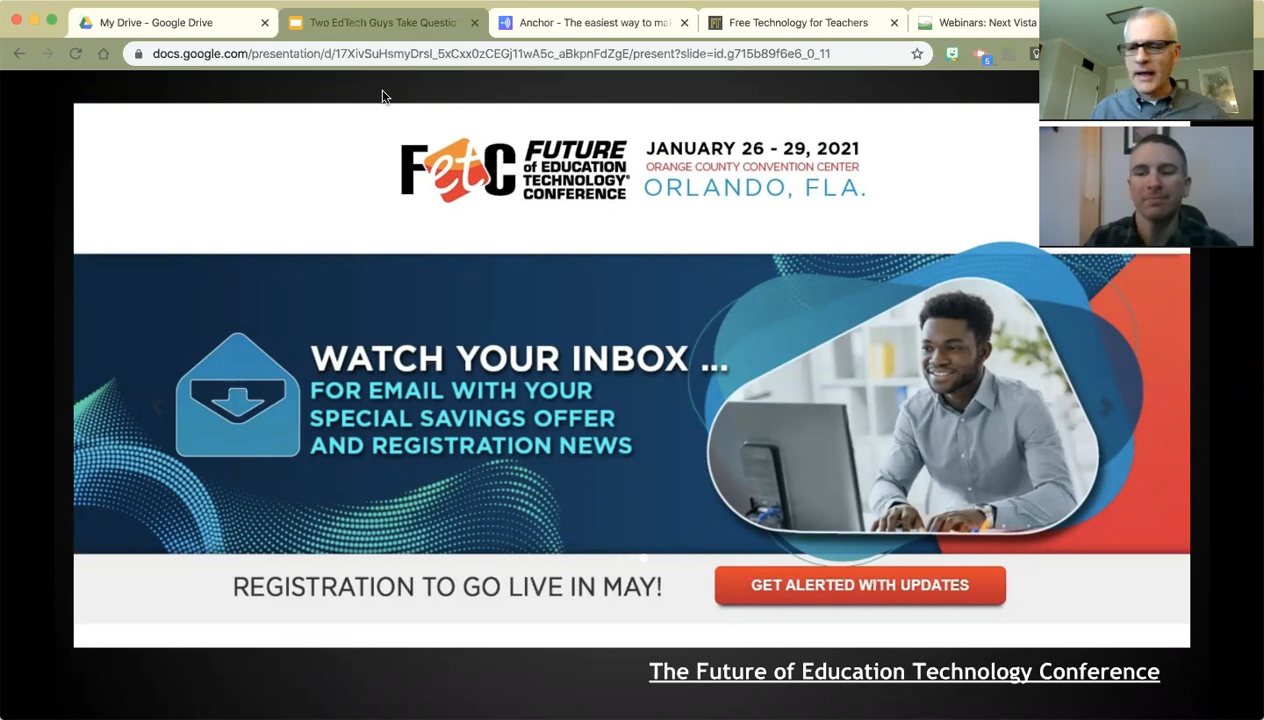 My Drive - Google Drive
Two EdTech Guys Take Questio
Anchor - The easiest way to ma
Free Technology for Teachers
Webinars: Next Vista
docs.google.com/presentation/d/17XivSuHsmyDrsI_5xCxx0zCEGj11wA5c_aBkpnFdZgE/present?slide=id.g715b89f6e6_0_11
5
FETC FUTURE
of EDUCATION
TECHNOLOGY
CONFERENCE
JANUARY 26 - 29, 2021
ORANGE COUNTY CONVENTION CENTER
ORLANDO, FLA.
WATCH YOUR INBOX ...
FOR EMAIL WITH YOUR
SPECIAL SAVINGS OFFER
AND REGISTRATION NEWS
REGISTRATION TO GO LIVE IN MAY!
GET ALERTED WITH UPDATES
The Future of Education Technology Conference